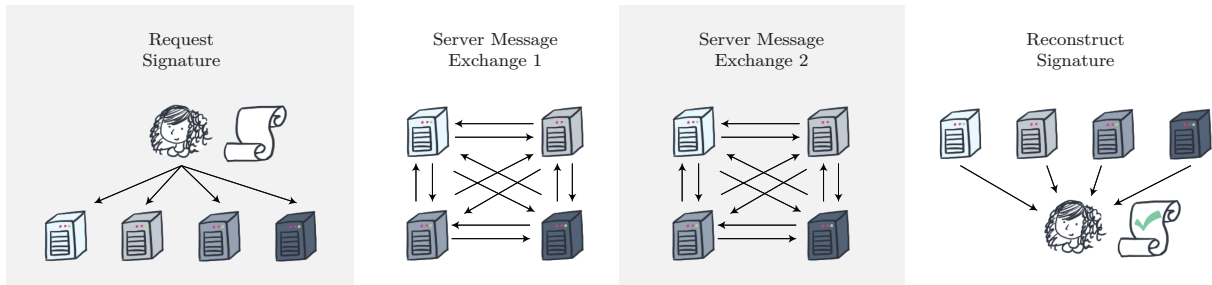 Request
Signature
Server Message
Exchange 1
Server Message
Exchange 2
Reconstruct
Signature